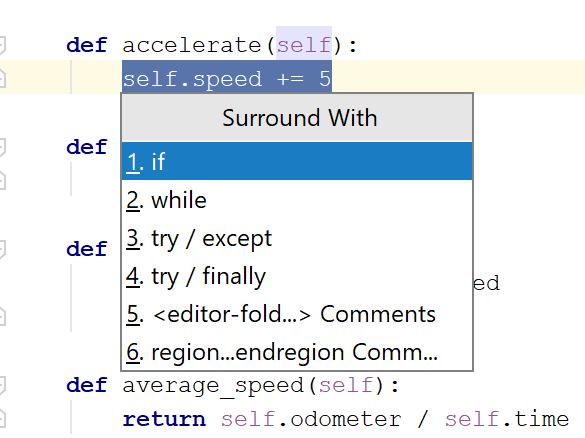 def accelerate(self):
self.speed += 5
Surround With
def
1. if
2. while
3. try / except
def
4. try / finally
ed
5. <editor-fold...> Comments
6. region...endregion Comm...
def average_speed(self):
return self.odometer / self.time